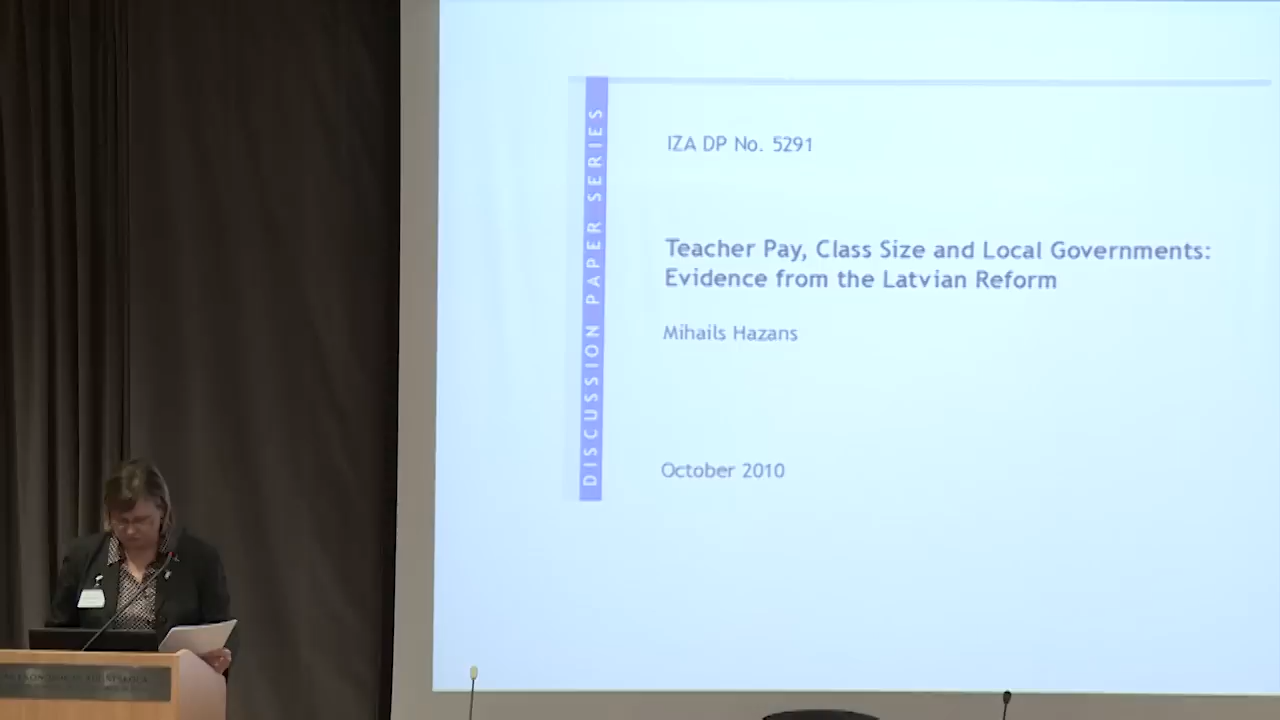 DISCUSSION PAPER SERIES
IZA DP No. 5291
Teacher Pay, Class Size and Local Governments:
Evidence from the Latvian Reform
Mihails Hazans
October 2010